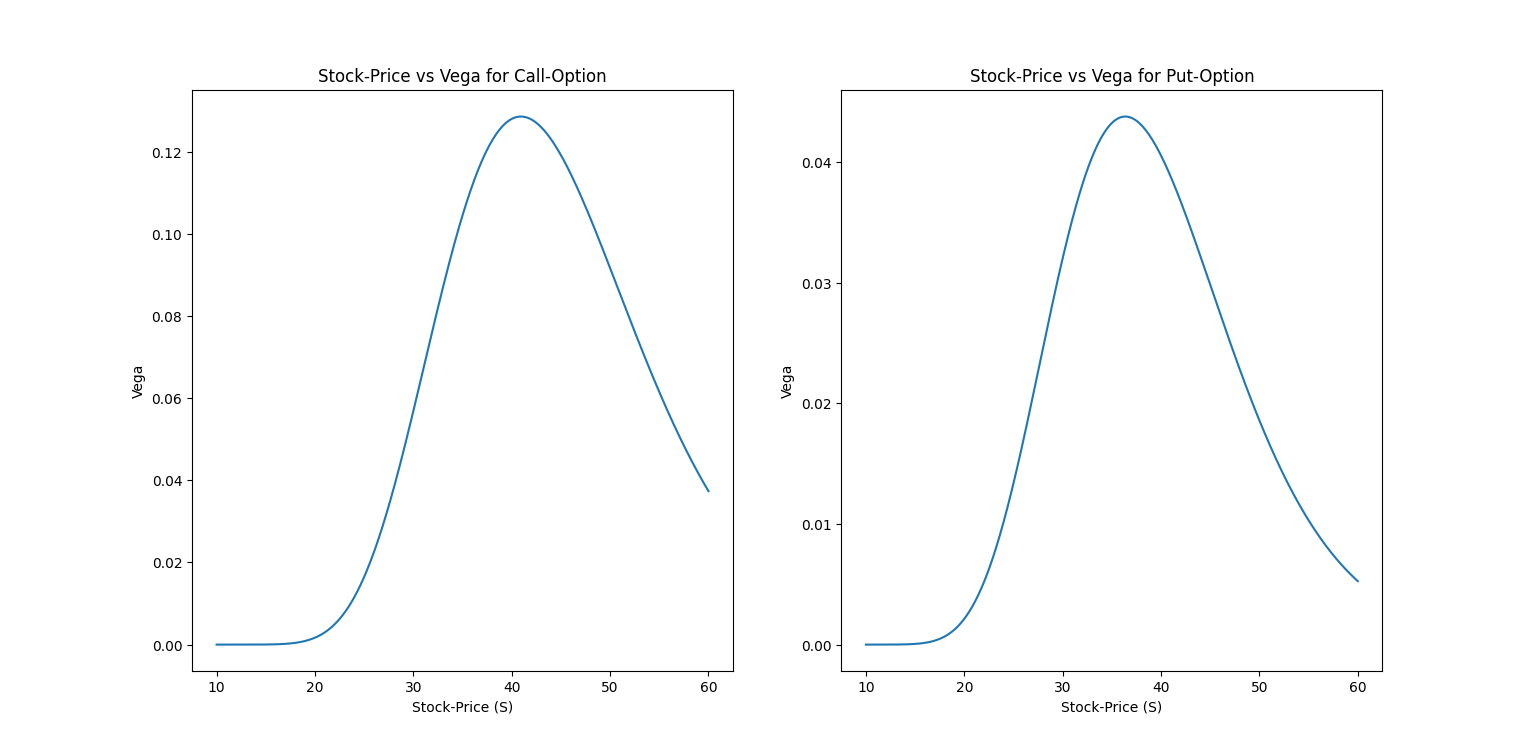 Stock-Price vs Vega for Call-Option
0.12
0.10
0.08
0.06
0.04
0.02
0.00
Vega
10 20 30 40 50 60
Stock-Price (S)
Stock-Price vs Vega for Put-Option
0.04
0.03
0.02
0.01
0.00
Vega
10 20 30 40 50 60
Stock-Price (S)